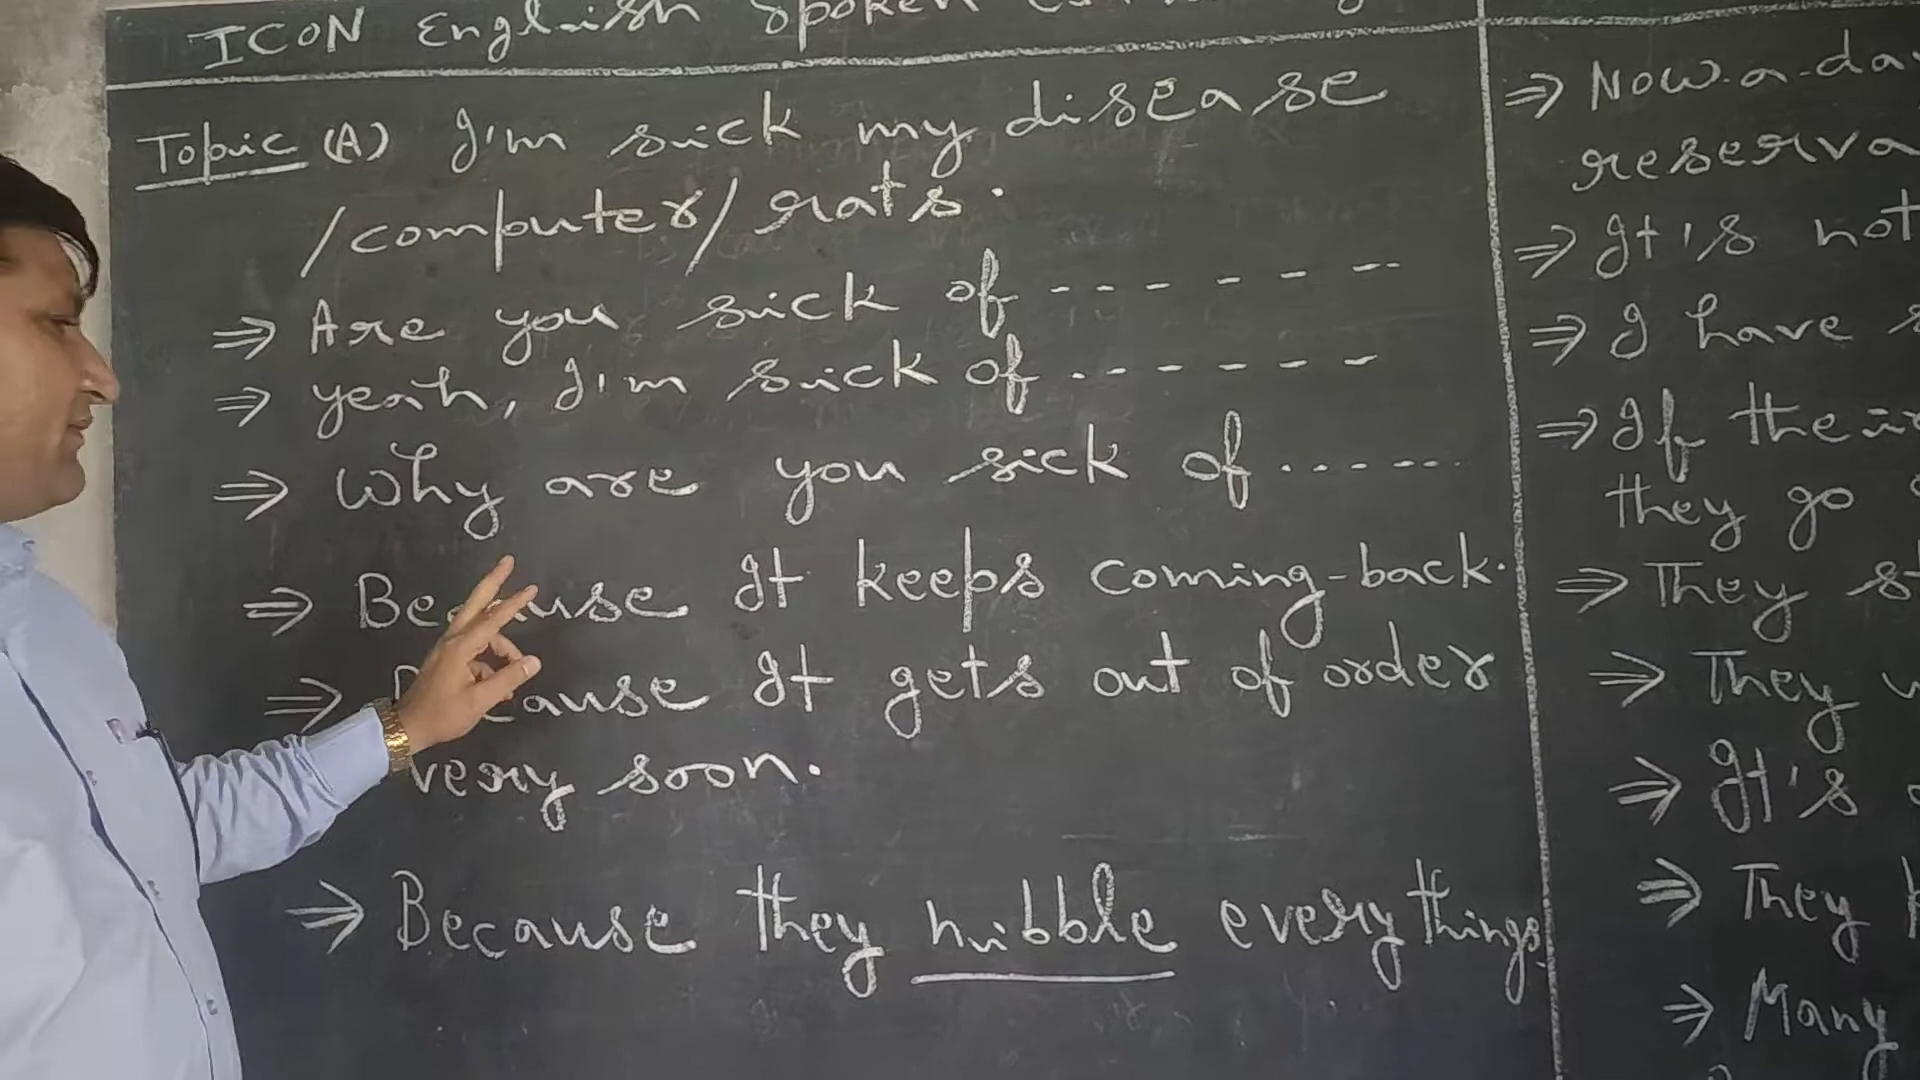 ICON English Spoken
Topic (A) I'm sick my disease
/computer/rats.
⇒ Are you sick of - - - - - -
⇒ yeah, I'm sick of - - - - - -
⇒ Why are you sick of - - - - - -
⇒ Because It keeps coming-back.
⇒ Because It gets out of order
very soon.
⇒ Because they nibble everythings.
⇒ Now-a-da
reserva
⇒ It's not
⇒ I have s
⇒ If the
they go
⇒ They st
⇒ They
⇒ It's
⇒ They
⇒ Many